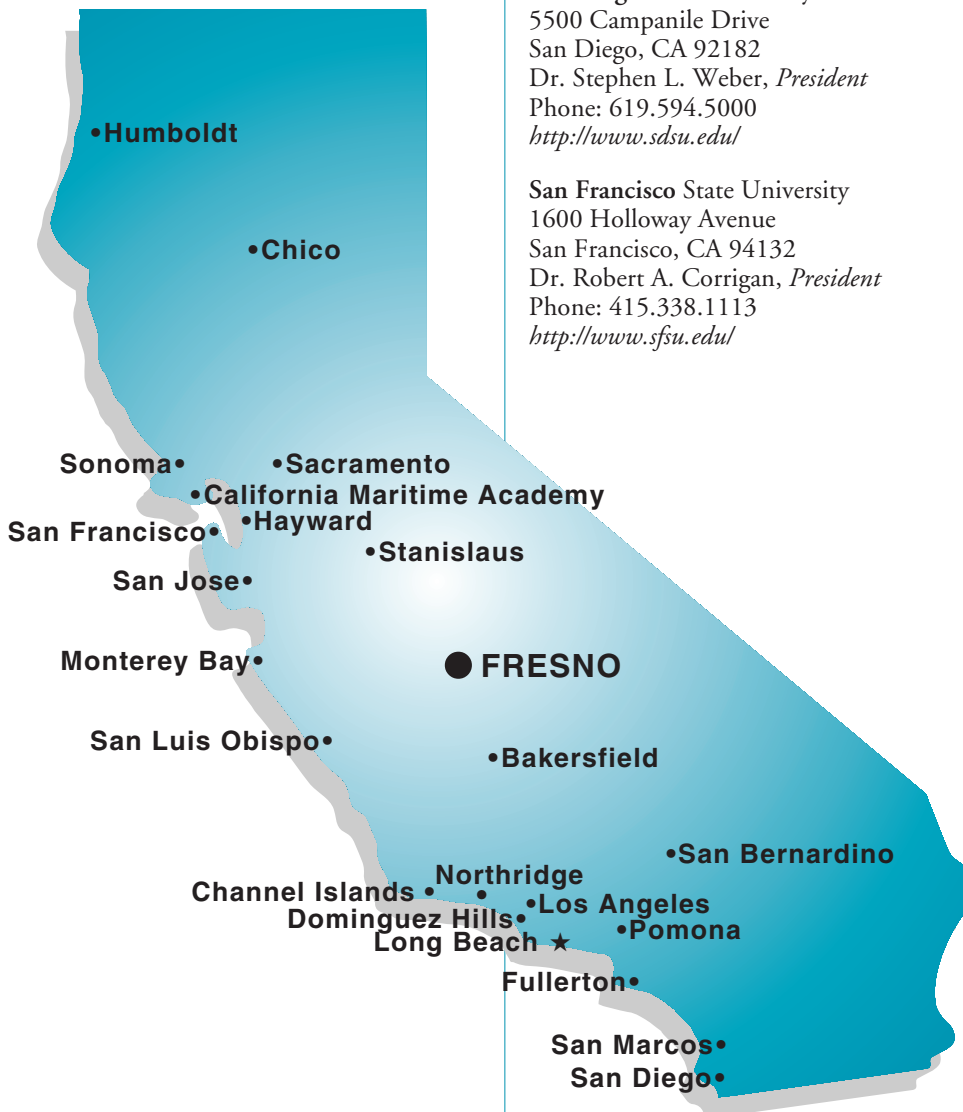 5500 Campanile Drive
San Diego, CA 92182
Dr. Stephen L. Weber, President
Phone: 619.594.5000
http://www.sdsu.edu/
San Francisco State University
1600 Holloway Avenue
San Francisco, CA 94132
Dr. Robert A. Corrigan, President
Phone: 415.338.1113
http://www.sfsu.edu/
•Humboldt
•Chico
Sonoma•
•Sacramento
•California Maritime Academy
•Hayward
San Francisco•
•Stanislaus
San Jose•
Monterey Bay•
● FRESNO
San Luis Obispo•
•Bakersfield
•San Bernardino
Northridge
Channel Islands •
•Los Angeles
Dominguez Hills•
•Pomona
Long Beach ★
Fullerton•
San Marcos•
San Diego•